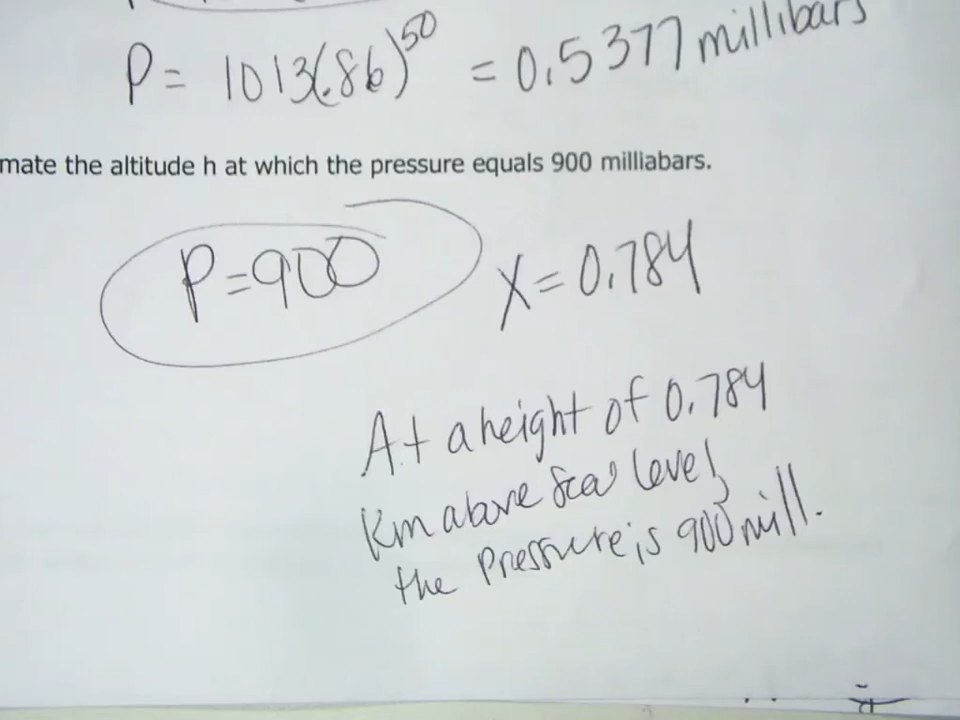 P = 1013(.86)^50 = 0.5377 millibars
mate the altitude h at which the pressure equals 900 milliabars.
P=900 X=0.784
At a height of 0.784
Km above sea level,
the pressure is 900 mill.